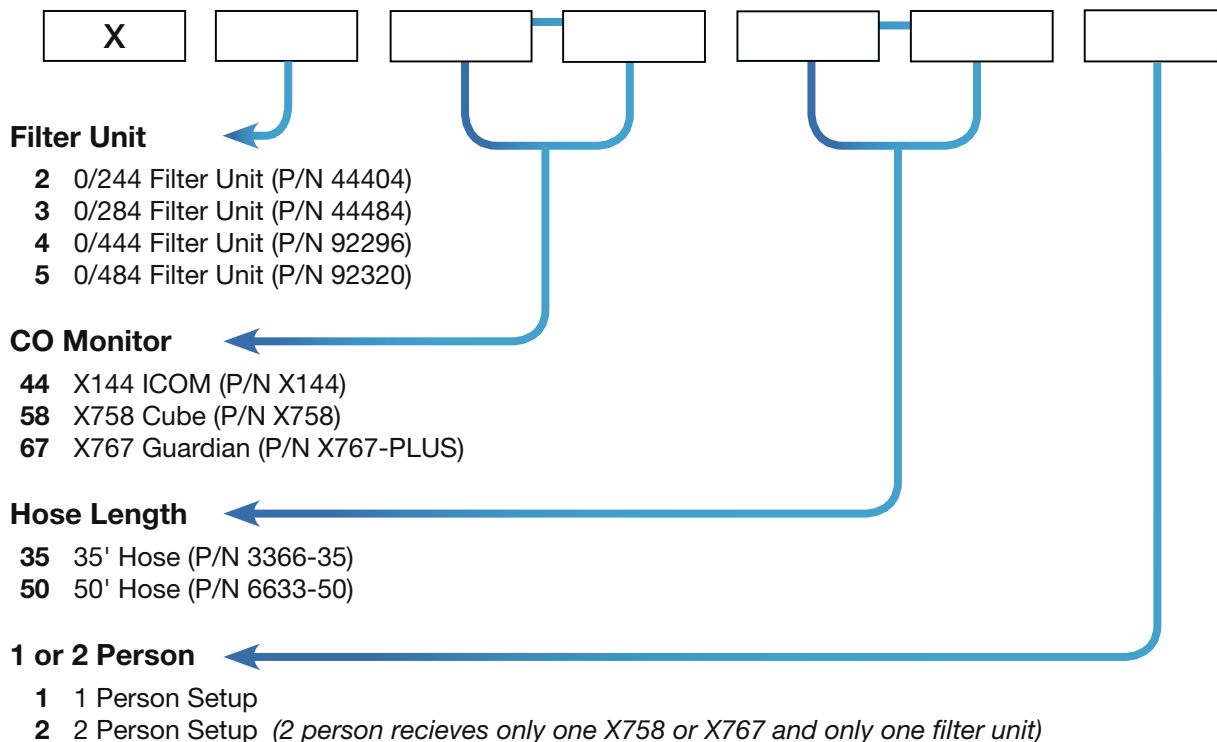 X
Filter Unit
2 0/244 Filter Unit (P/N 44404)
3 0/284 Filter Unit (P/N 44484)
4 0/444 Filter Unit (P/N 92296)
5 0/484 Filter Unit (P/N 92320)
CO Monitor
44 X144 ICOM (P/N X144)
58 X758 Cube (P/N X758)
67 X767 Guardian (P/N X767-PLUS)
Hose Length
35 35' Hose (P/N 3366-35)
50 50' Hose (P/N 6633-50)
1 or 2 Person
1 1 Person Setup
2 2 Person Setup (2 person recieves only one X758 or X767 and only one filter unit)